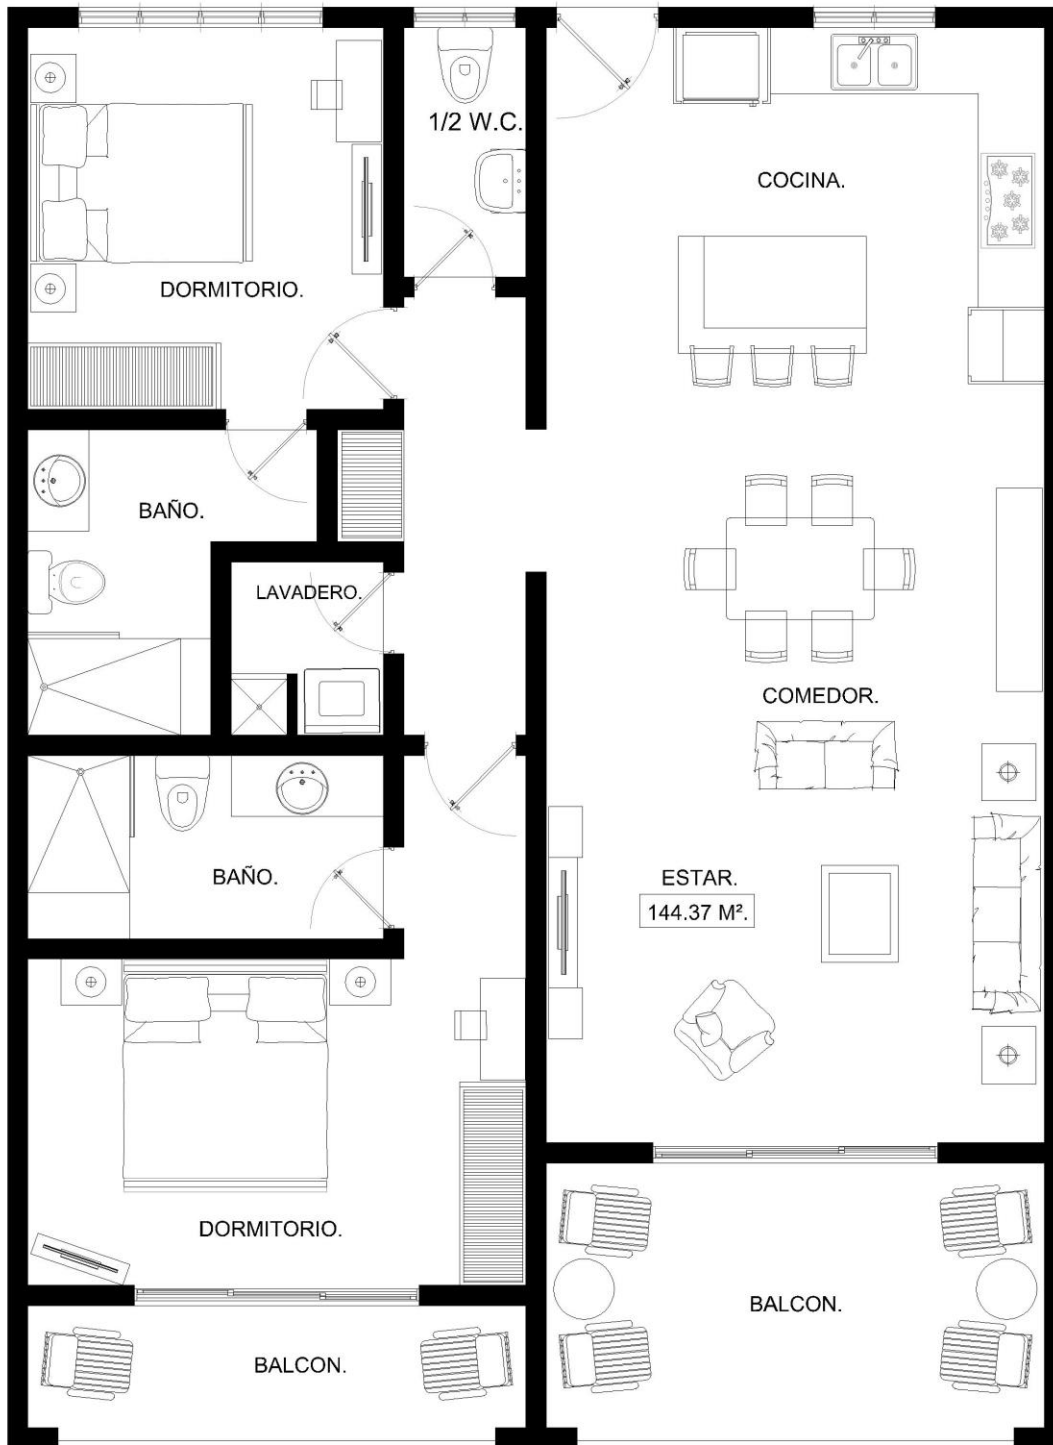 1/2 W.C.
COCINA.
DORMITORIO.
BAÑO.
LAVADERO.
COMEDOR.
BAÑO.
ESTAR.
144.37 M².
DORMITORIO.
BALCON.
BALCON.